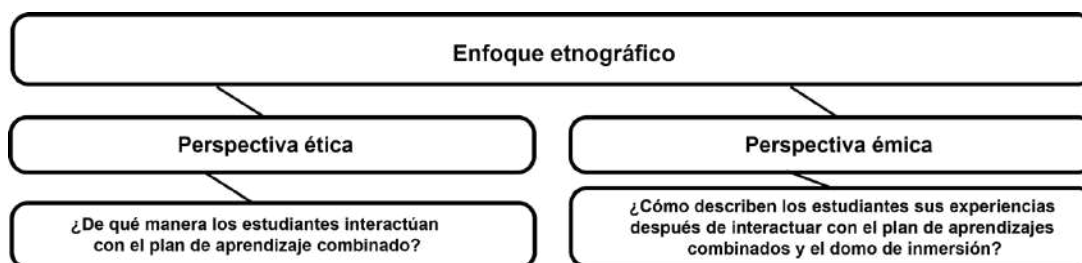 Enfoque etnográfico
Perspectiva ética
Perspectiva émica
¿De qué manera los estudiantes interactúan
con el plan de aprendizaje combinado?
¿Cómo describen los estudiantes sus experiencias
después de interactuar con el plan de aprendizajes
combinados y el domo de inmersión?